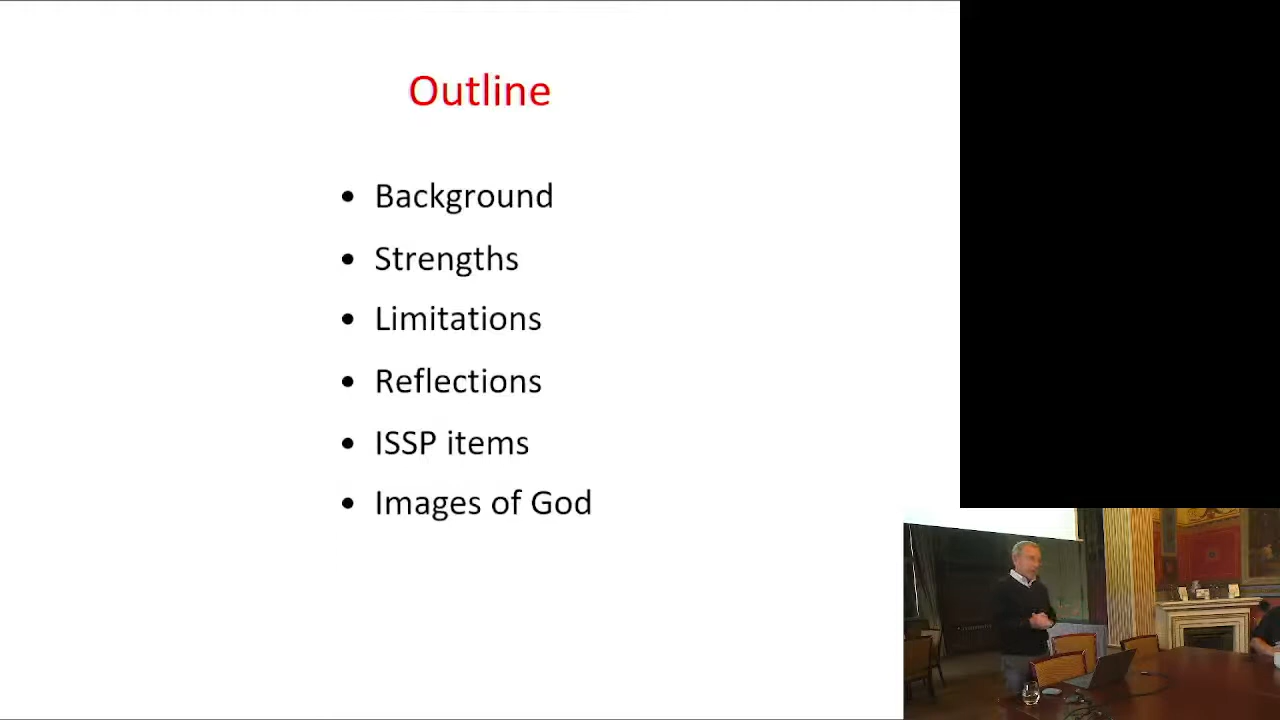 Outline
• Background
• Strengths
• Limitations
• Reflections
• ISSP items
• Images of God